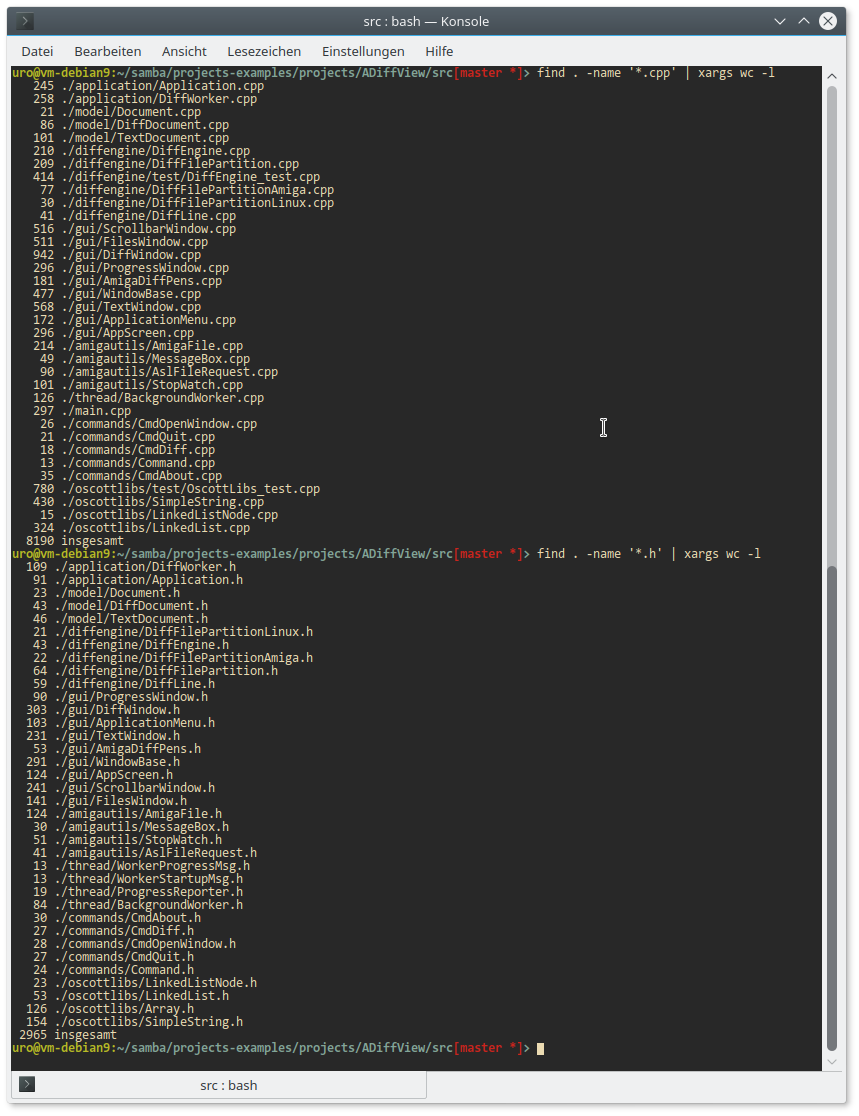 src : bash — Konsole
Datei Bearbeiten Ansicht Lesezeichen Einstellungen Hilfe
uro@vm-debian9:~/samba/projects-examples/projects/ADiffView/src[master *]> find . -name '*.cpp' | xargs wc -l
245 ./application/Application.cpp
258 ./application/DiffWorker.cpp
21 ./model/Document.cpp
86 ./model/DiffDocument.cpp
101 ./model/TextDocument.cpp
210 ./diffengine/DiffEngine.cpp
209 ./diffengine/DiffFilePartition.cpp
414 ./diffengine/test/DiffEngine_test.cpp
77 ./diffengine/DiffFilePartitionAmiga.cpp
30 ./diffengine/DiffFilePartitionLinux.cpp
41 ./diffengine/DiffLine.cpp
516 ./gui/ScrollbarWindow.cpp
511 ./gui/FilesWindow.cpp
942 ./gui/DiffWindow.cpp
296 ./gui/ProgressWindow.cpp
181 ./gui/AmigaDiffPens.cpp
477 ./gui/WindowBase.cpp
568 ./gui/TextWindow.cpp
172 ./gui/ApplicationMenu.cpp
296 ./gui/AppScreen.cpp
214 ./amigautils/AmigaFile.cpp
49 ./amigautils/MessageBox.cpp
90 ./amigautils/AslFileRequest.cpp
101 ./amigautils/StopWatch.cpp
126 ./thread/BackgroundWorker.cpp
297 ./main.cpp
26 ./commands/CmdOpenWindow.cpp
21 ./commands/CmdQuit.cpp
18 ./commands/CmdDiff.cpp
13 ./commands/Command.cpp
35 ./commands/CmdAbout.cpp
780 ./oscottlibs/test/OscottLibs_test.cpp
430 ./oscottlibs/SimpleString.cpp
15 ./oscottlibs/LinkedListNode.cpp
324 ./oscottlibs/LinkedList.cpp
8190 insgesamt
uro@vm-debian9:~/samba/projects-examples/projects/ADiffView/src[master *]> find . -name '*.h' | xargs wc -l
109 ./application/DiffWorker.h
91 ./application/Application.h
23 ./model/Document.h
43 ./model/DiffDocument.h
46 ./model/TextDocument.h
21 ./diffengine/DiffFilePartitionLinux.h
43 ./diffengine/DiffEngine.h
22 ./diffengine/DiffFilePartitionAmiga.h
64 ./diffengine/DiffFilePartition.h
59 ./diffengine/DiffLine.h
90 ./gui/ProgressWindow.h
303 ./gui/DiffWindow.h
103 ./gui/ApplicationMenu.h
231 ./gui/TextWindow.h
53 ./gui/AmigaDiffPens.h
291 ./gui/WindowBase.h
124 ./gui/AppScreen.h
241 ./gui/ScrollbarWindow.h
141 ./gui/FilesWindow.h
124 ./amigautils/AmigaFile.h
30 ./amigautils/MessageBox.h
51 ./amigautils/StopWatch.h
41 ./amigautils/AslFileRequest.h
13 ./thread/WorkerProgressMsg.h
13 ./thread/WorkerStartupMsg.h
19 ./thread/ProgressReporter.h
84 ./thread/BackgroundWorker.h
30 ./commands/CmdAbout.h
27 ./commands/CmdDiff.h
28 ./commands/CmdOpenWindow.h
27 ./commands/CmdQuit.h
24 ./commands/Command.h
23 ./oscottlibs/LinkedListNode.h
53 ./oscottlibs/LinkedList.h
126 ./oscottlibs/Array.h
154 ./oscottlibs/SimpleString.h
2965 insgesamt
uro@vm-debian9:~/samba/projects-examples/projects/ADiffView/src[master *]>
src : bash